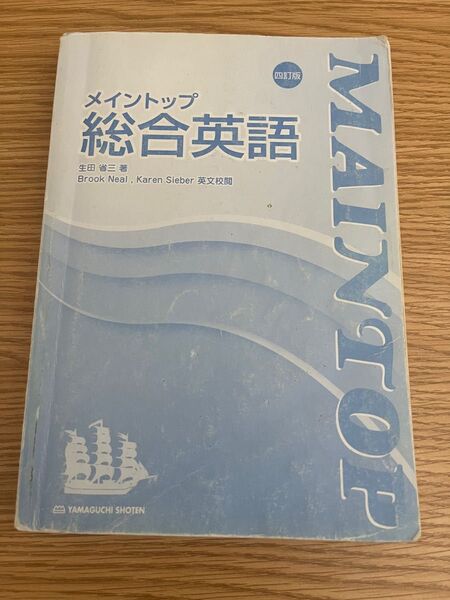 四訂版
メイントップ
総合英語
生田 省三 著
Brook Neal , Karen Sieber 英文校閲
MAINTOP
YAMAGUCHI SHOTEN